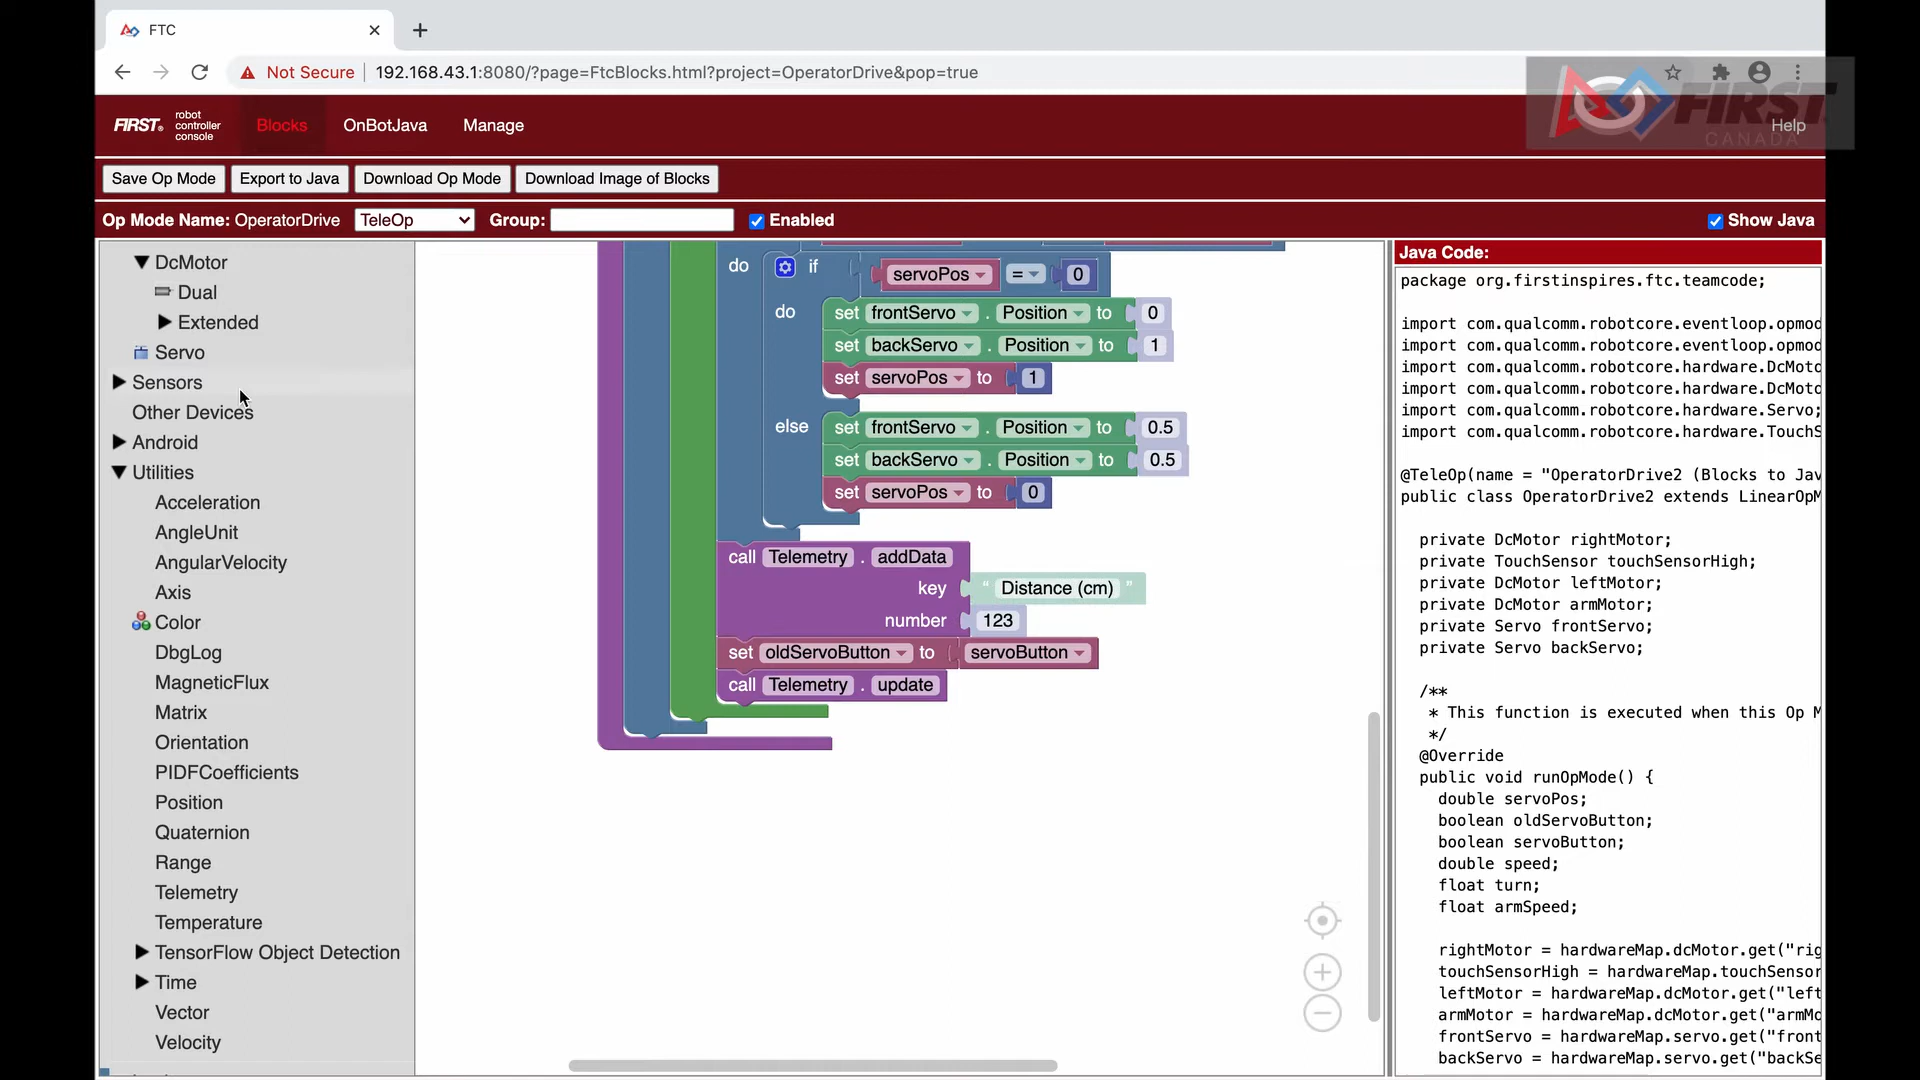 FTC
Not Secure
192.168.43.1:8080/?page=FtcBlocks.html?project=OperatorDrive&pop=true
FIRST
CANADA
FIRST® robot controller console
Blocks
OnBotJava
Manage
Help
Save Op Mode
Export to Java
Download Op Mode
Download Image of Blocks
Op Mode Name: OperatorDrive
TeleOp
Group:
Enabled
Show Java
DcMotor
Dual
Extended
Servo
Sensors
Other Devices
Android
Utilities
Acceleration
AngleUnit
AngularVelocity
Axis
Color
DbgLog
MagneticFlux
Matrix
Orientation
PIDFCoefficients
Position
Quaternion
Range
Telemetry
Temperature
TensorFlow Object Detection
Time
Vector
Velocity
do if servoPos = 0
do set frontServo . Position to 0
set backServo . Position to 1
set servoPos to 1
else set frontServo . Position to 0.5
set backServo . Position to 0.5
set servoPos to 0
call Telemetry . addData
key “ Distance (cm) ”
number 123
set oldServoButton to servoButton
call Telemetry . update
Java Code:
package org.firstinspires.ftc.teamcode;
import com.qualcomm.robotcore.eventloop.opmod
import com.qualcomm.robotcore.eventloop.opmod
import com.qualcomm.robotcore.hardware.DcMoto
import com.qualcomm.robotcore.hardware.DcMoto
import com.qualcomm.robotcore.hardware.Servo;
import com.qualcomm.robotcore.hardware.TouchS
@TeleOp(name = "OperatorDrive2 (Blocks to Jav
public class OperatorDrive2 extends LinearOpM
private DcMotor rightMotor;
private TouchSensor touchSensorHigh;
private DcMotor leftMotor;
private DcMotor armMotor;
private Servo frontServo;
private Servo backServo;
/**
* This function is executed when this Op M
*/
@Override
public void runOpMode() {
double servoPos;
boolean oldServoButton;
boolean servoButton;
double speed;
float turn;
float armSpeed;
rightMotor = hardwareMap.dcMotor.get("rig
touchSensorHigh = hardwareMap.touchSensor
leftMotor = hardwareMap.dcMotor.get("left
armMotor = hardwareMap.dcMotor.get("armMo
frontServo = hardwareMap.servo.get("front
backServo = hardwareMap.servo.get("backSe